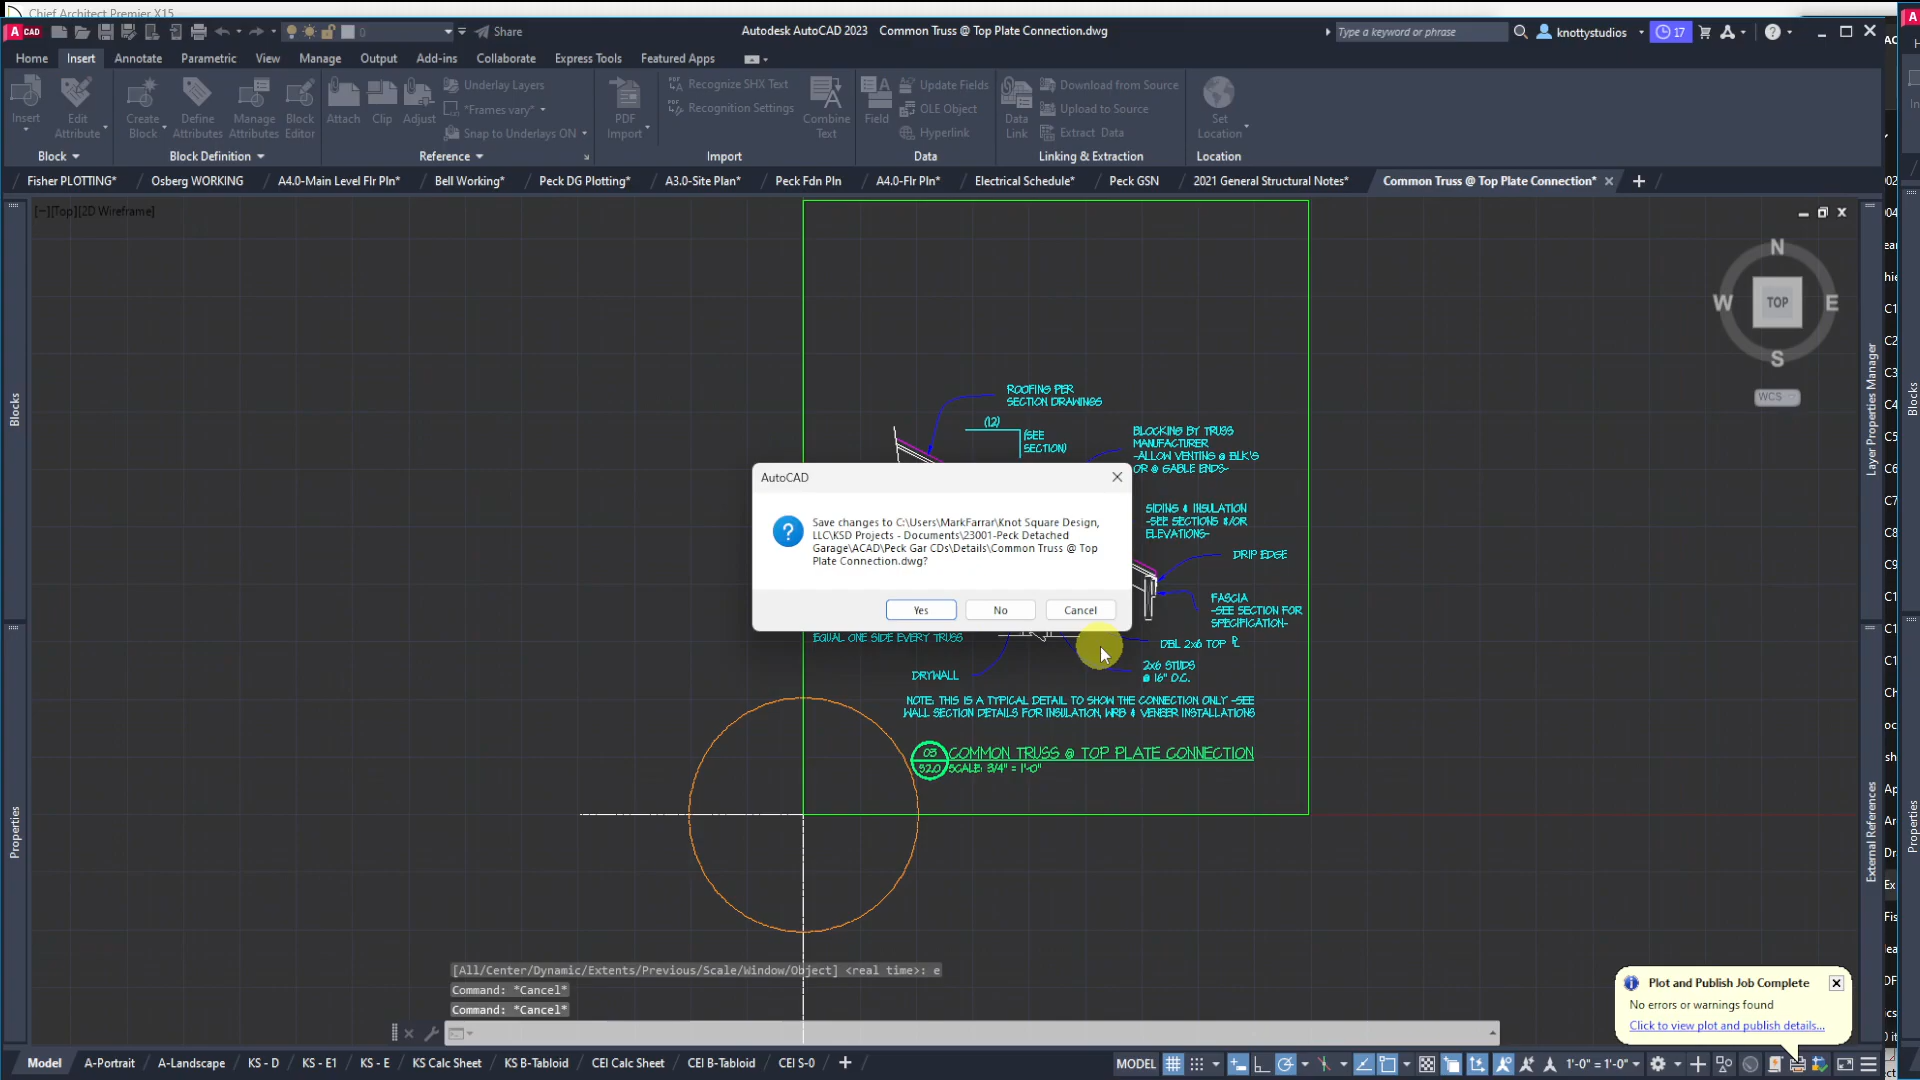 Chief Architect Premier X15
A CAD
0
Share
Autodesk AutoCAD 2023 Common Truss @ Top Plate Connection.dwg
Type a keyword or phrase
knottystudios
17
Home Insert Annotate Parametric View Manage Output Add-ins Collaborate Express Tools Featured Apps
Insert
Edit Attribute
Create Block
Define Attributes
Manage Attributes
Block Editor
Attach
Clip
Adjust
Underlay Layers
*Frames vary*
Snap to Underlays ON
PDF Import
Recognize SHX Text
Recognition Settings
Combine Text
Field
Update Fields
OLE Object
Hyperlink
Data Link
Download from Source
Upload to Source
Extract Data
Set Location
Block Block Definition Reference Import Data Linking & Extraction Location
Fisher PLOTTING* Osberg WORKING A4.0-Main Level Flr Pln* Bell Working* Peck DG Plotting* A3.0-Site Plan* Peck Fdn Pln A4.0-Flr Pln* Electrical Schedule* Peck GSN 2021 General Structural Notes* Common Truss @ Top Plate Connection*
[−][Top][2D Wireframe]
N
W TOP E
S
WCS
Blocks
Properties
Layer Properties Manager
External References
Blocks
Properties
ROOFING PER
SECTION DRAWINGS
(12)
(SEE
SECTION)
BLOCKING BY TRUSS
MANUFACTURER
-ALLOW VENTING @ BLK'S
OR @ GABLE ENDS-
SIDING & INSULATION
-SEE SECTIONS &/OR
ELEVATIONS-
DRIP EDGE
FASCIA
-SEE SECTION FOR
SPECIFICATION-
AutoCAD
Save changes to C:\Users\MarkFarrar\Knot Square Design,
LLC\KSD Projects - Documents\23001-Peck Detached
Garage\ACAD\Peck Gar CDs\Details\Common Truss @ Top
Plate Connection.dwg?
Yes No Cancel
EQUAL ONE SIDE EVERY TRUSS
DBL 2x6 TOP PL
2x6 STUDS
@ 16" O.C.
DRYWALL
NOTE: THIS IS A TYPICAL DETAIL TO SHOW THE CONNECTION ONLY -SEE
WALL SECTION DETAILS FOR INSULATION, WRB & VENEER INSTALLATIONS
03 COMMON TRUSS @ TOP PLATE CONNECTION
S2.0 SCALE: 3/4" = 1'-0"
[All/Center/Dynamic/Extents/Previous/Scale/Window/Object] <real time>: e
Command: *Cancel*
Command: *Cancel*
Plot and Publish Job Complete
No errors or warnings found
Click to view plot and publish details...
Model A-Portrait A-Landscape KS - D KS - E1 KS - E KS Calc Sheet KS B-Tabloid CEI Calc Sheet CEI B-Tabloid CEI S-0
MODEL
1'-0" = 1'-0"